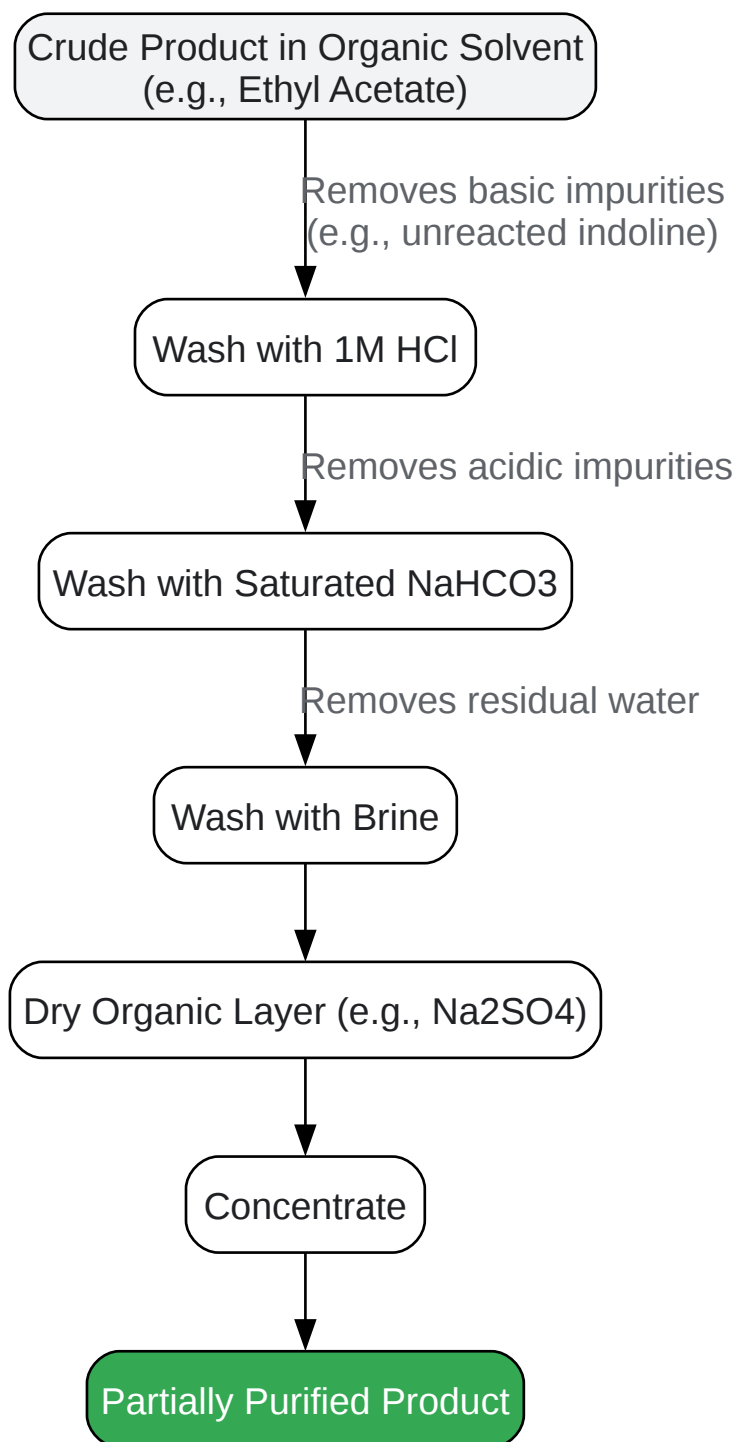 Crude Product in Organic Solvent
(e.g., Ethyl Acetate)
Removes basic impurities
(e.g., unreacted indoline)
Wash with 1M HCl
Removes acidic impurities
Wash with Saturated NaHCO3
Removes residual water
Wash with Brine
Dry Organic Layer (e.g., Na2SO4)
Concentrate
Partially Purified Product